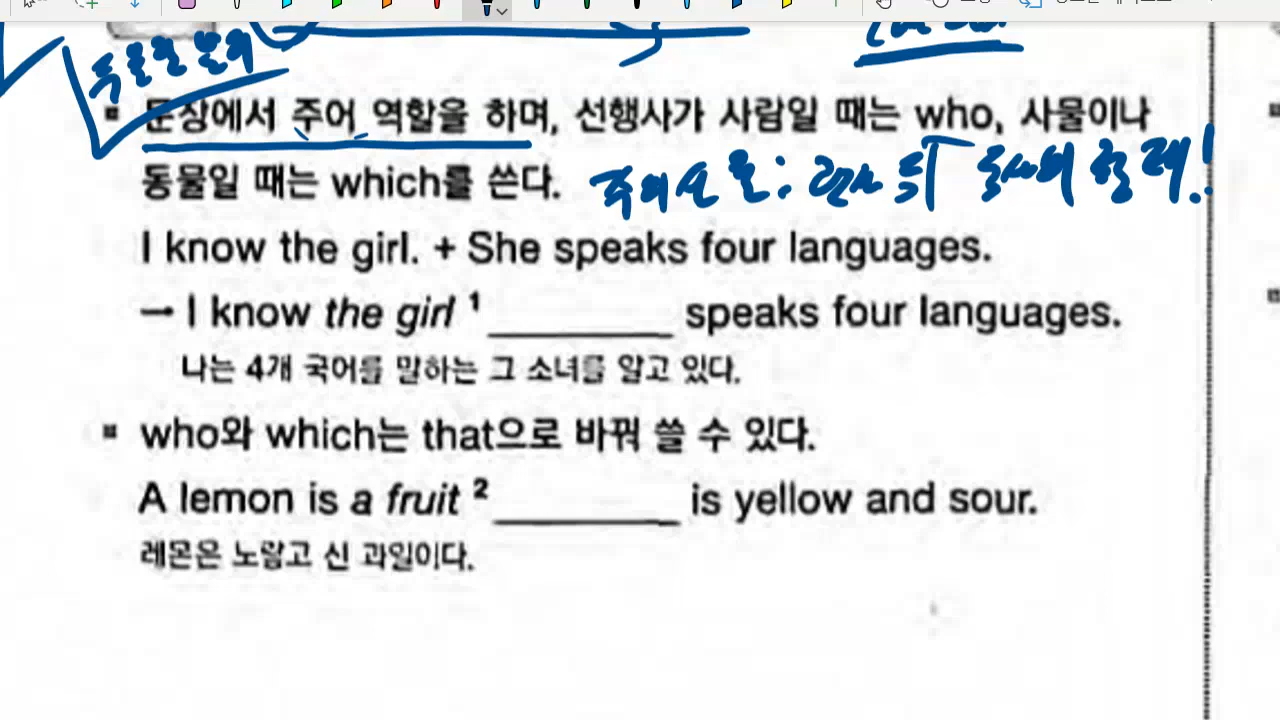 ▪ 문장에서 주어 역할을 하며, 선행사가 사람일 때는 who, 사물이나
동물일 때는 which를 쓴다.
I know the girl. + She speaks four languages.
→ I know the girl ¹ ________ speaks four languages.
나는 4개 국어를 말하는 그 소녀를 알고 있다.
▪ who와 which는 that으로 바꿔 쓸 수 있다.
A lemon is a fruit ² ________ is yellow and sour.
레몬은 노랗고 신 과일이다.